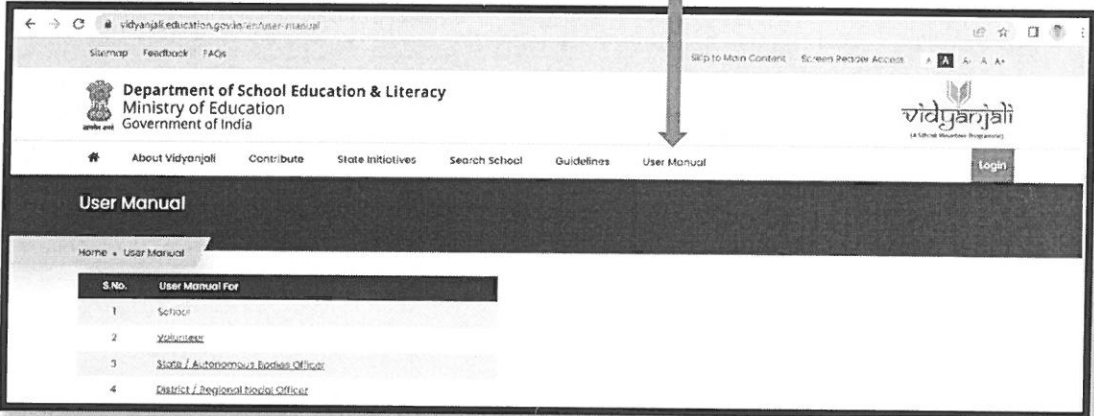 vidyanjali.education.gov.in/en/user-manual
Sitemap Feedback FAQs
Skip to Main Content Screen Reader Access A A A- A A+
Department of School Education & Literacy
Ministry of Education
Government of India
vidyanjali
(A School Volunteer Programme)
About Vidyanjali Contribute State Initiatives Search School Guidelines User Manual Login
User Manual
Home User Manual
S.No. User Manual For
1 School
2 Volunteer
3 State / Autonomous Bodies Officer
4 District / Regional Nodal Officer